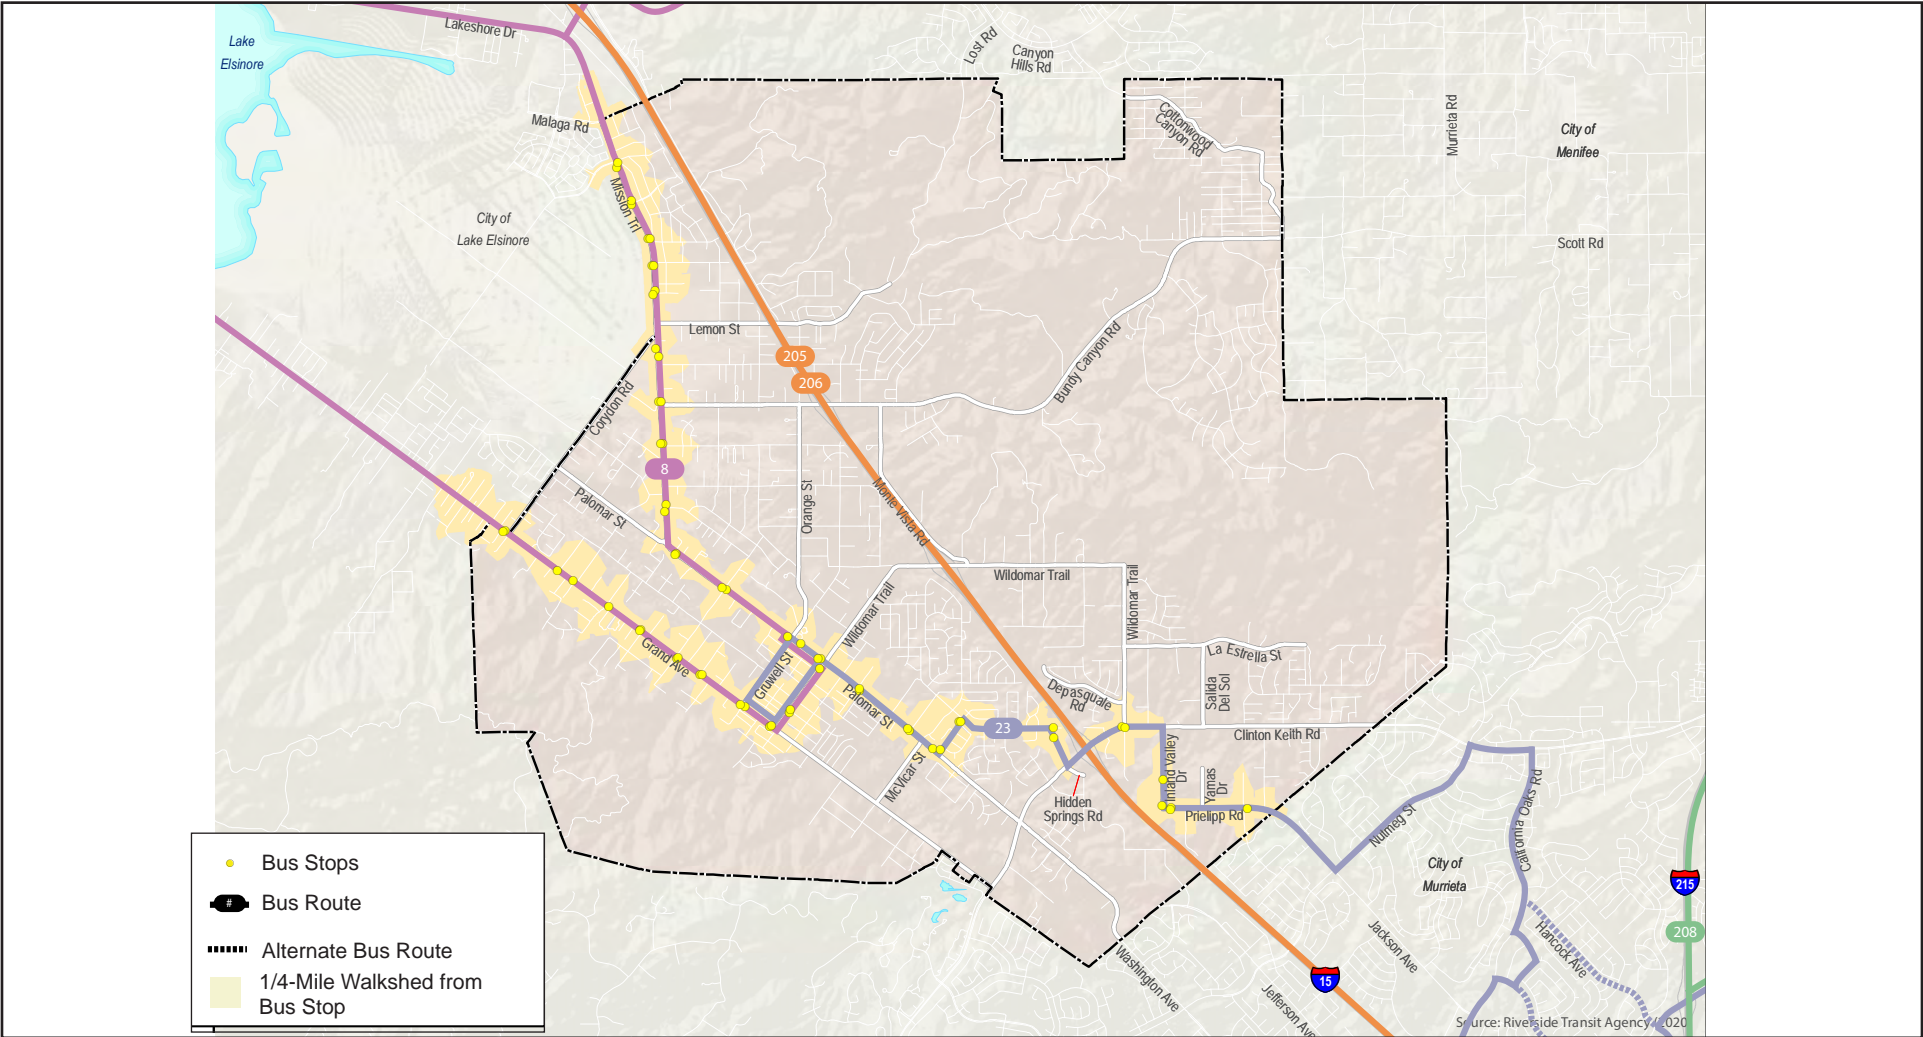 Lakeshore Dr
Lake
Elsinore
Lost Rd
Canyon
Hills Rd
Malaga Rd
Cottonwood
Canyon Rd
Murrieta Rd
City of
Menifee
Mission Trl
City of
Lake Elsinore
Scott Rd
Lemon St
205
206
Bundy Canyon Rd
Corydon Rd
8
Palomar St
Orange St
Monte Vista Rd
Wildomar Trail
Wildomar Trail
Wildomar Trail
Grand Ave
Gruwell St
La Estrella St
Depasquale
Rd
Salida
Del Sol
Palomar St
23
Clinton Keith Rd
McVicar St
Inland Valley
Dr
Yamas
Dr
Hidden
Springs Rd
Prielipp Rd
Nutmeg St
California Oaks Rd
City of
Murrieta
215
208
Hancock Ave
Jackson Ave
Washington Ave
15
Jefferson Ave
Bus Stops
#
Bus Route
Alternate Bus Route
1/4-Mile Walkshed from
Bus Stop
Source: Riverside Transit Agency, 2020